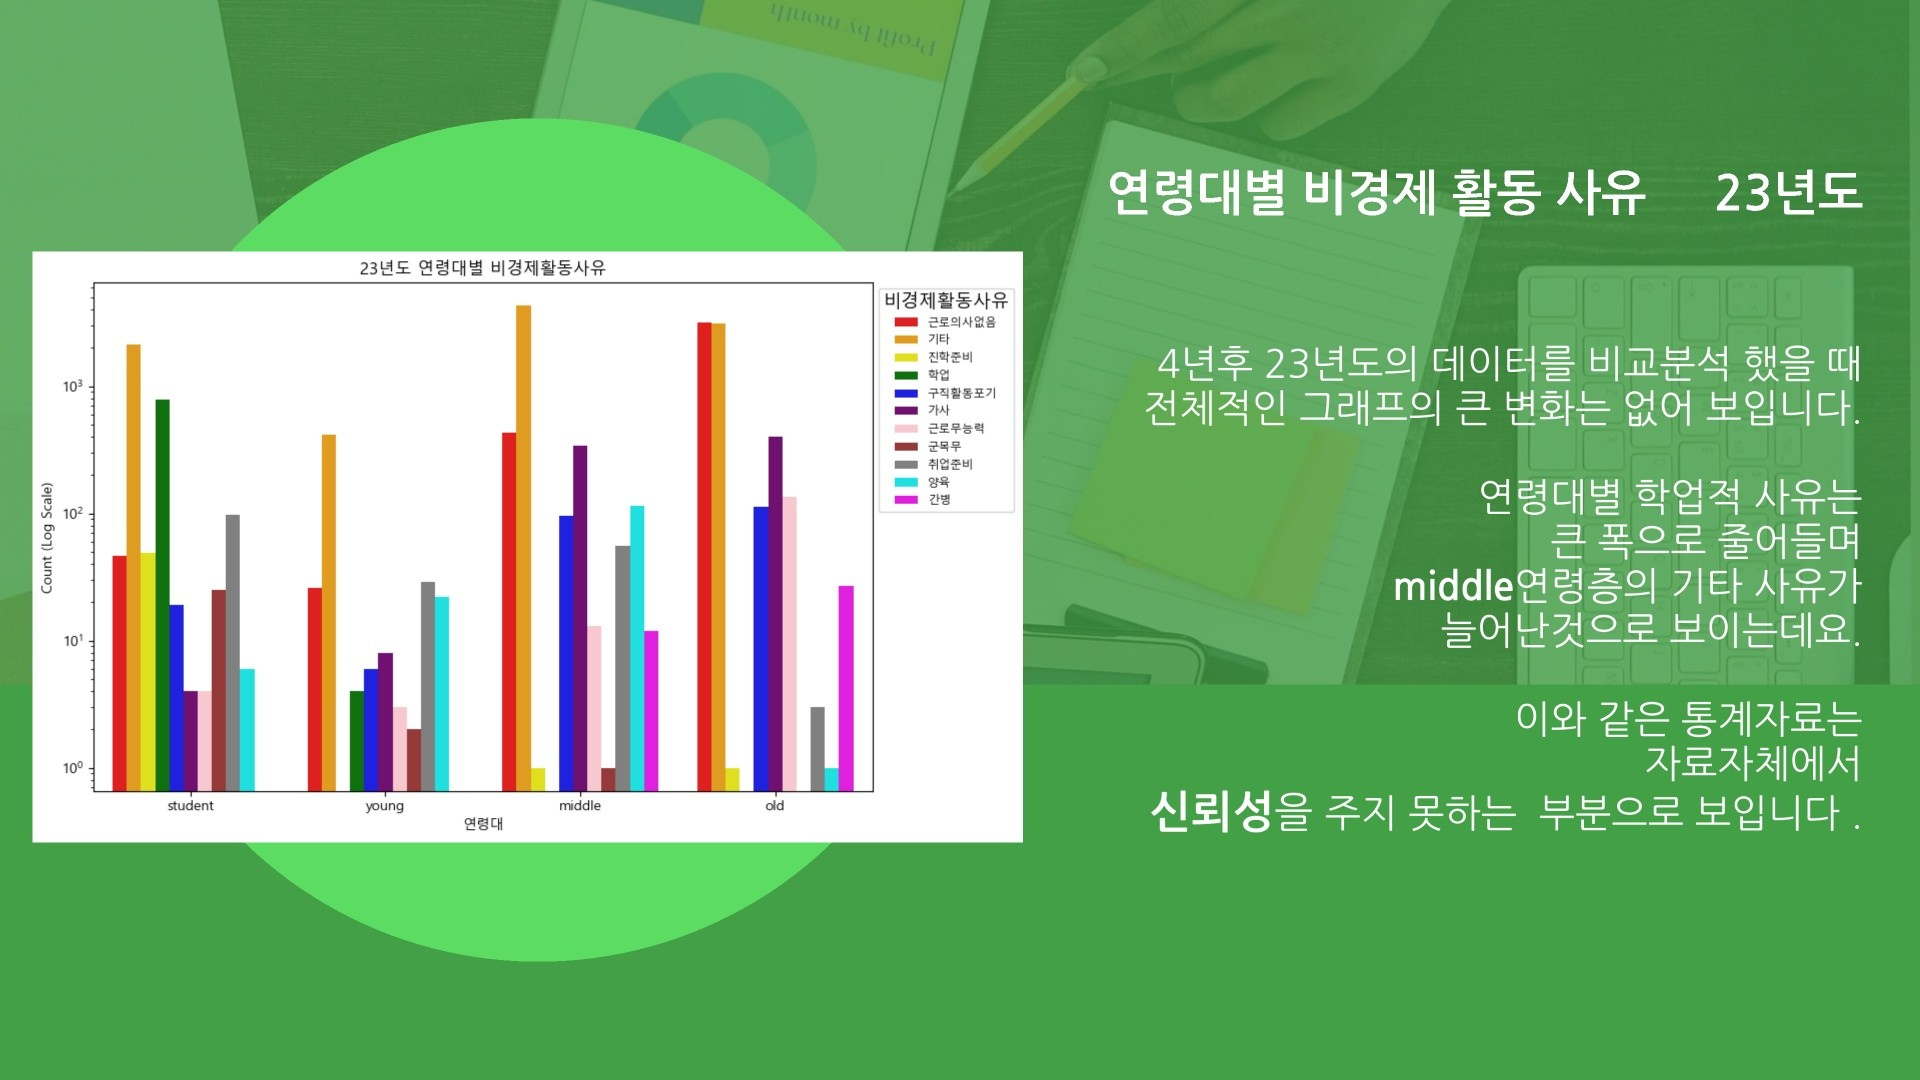 Profit by month
연령대별 비경제 활동 사유 23년도
23년도 연령대별 비경제활동사유
Count (Log Scale)
10³
10²
10¹
10⁰
student young middle old
연령대
비경제활동사유
근로의사없음
기타
진학준비
학업
구직활동포기
가사
근로무능력
군목무
취업준비
양육
간병
4년후 23년도의 데이터를 비교분석 했을 때
전체적인 그래프의 큰 변화는 없어 보입니다.
연령대별 학업적 사유는
큰 폭으로 줄어들며
middle연령층의 기타 사유가
늘어난것으로 보이는데요.
이와 같은 통계자료는
자료자체에서
신뢰성을 주지 못하는 부분으로 보입니다 .